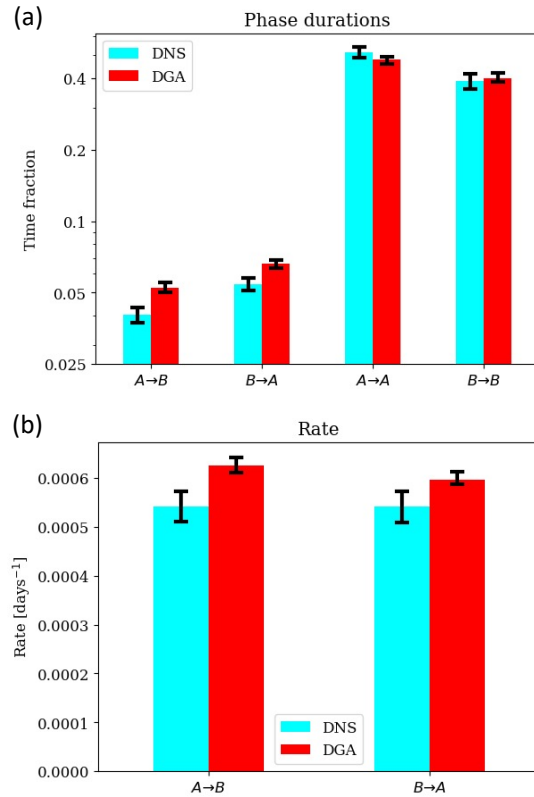 (a)
Phase durations
DNS
DGA
Time fraction
0.4
0.2
0.1
0.05
0.025
A→B
B→A
A→A
B→B
(b)
Rate
Rate [days⁻¹]
0.0006
0.0005
0.0004
0.0003
0.0002
0.0001
0.0000
DNS
DGA
A→B
B→A